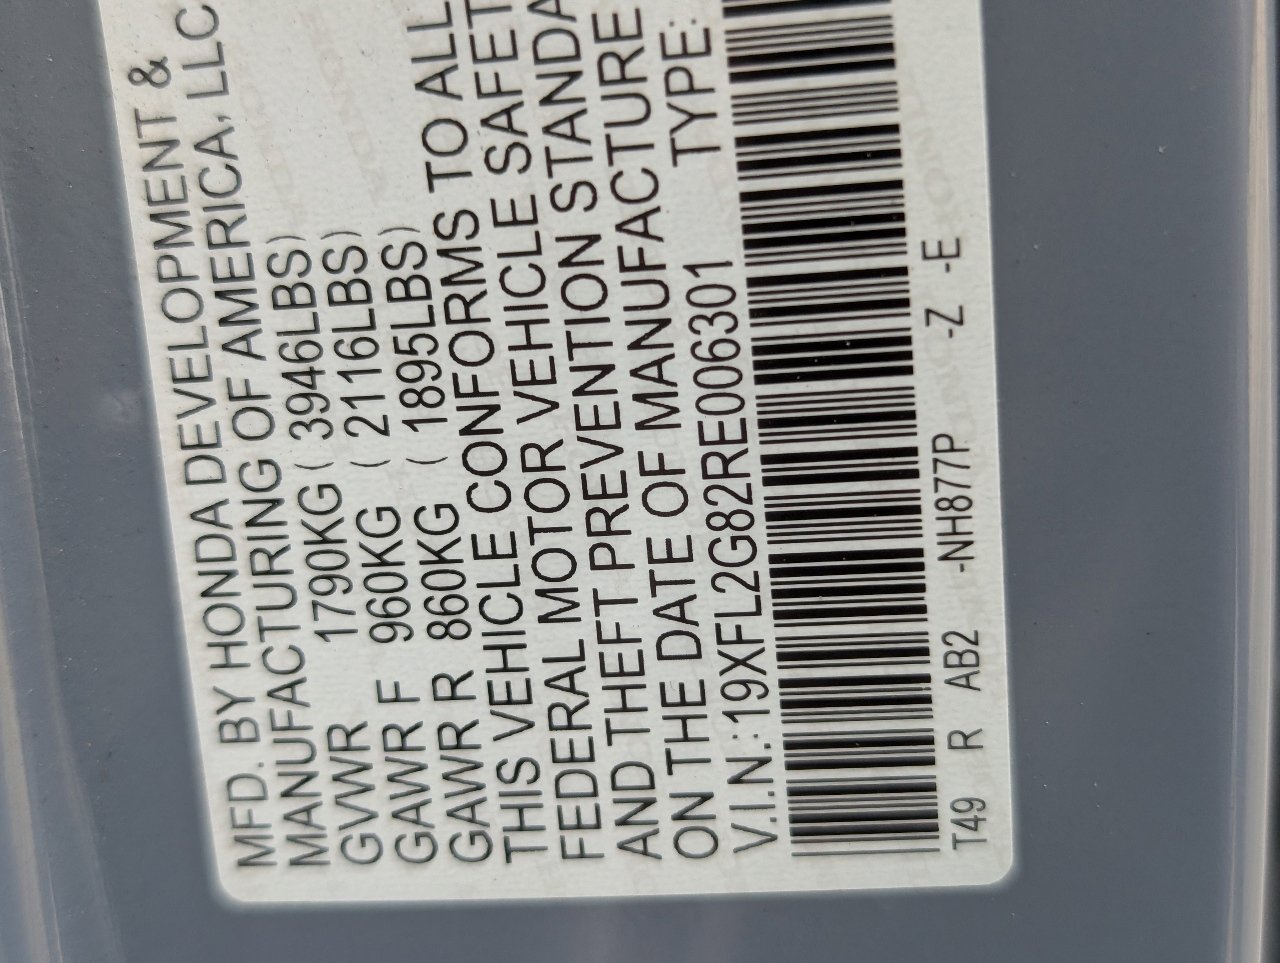 MFD. BY HONDA DEVELOPMENT &
MANUFACTURING OF AMERICA, LLC
GVWR 1790KG ( 3946LBS)
GAWR F 960KG ( 2116LBS)
GAWR R 860KG ( 1895LBS)
THIS VEHICLE CONFORMS TO ALL
FEDERAL MOTOR VEHICLE SAFET
AND THEFT PREVENTION STANDA
ON THE DATE OF MANUFACTURE
V.I.N.:19XFL2G82RE006301 TYPE:
T49 R AB2 -NH877P -Z -E